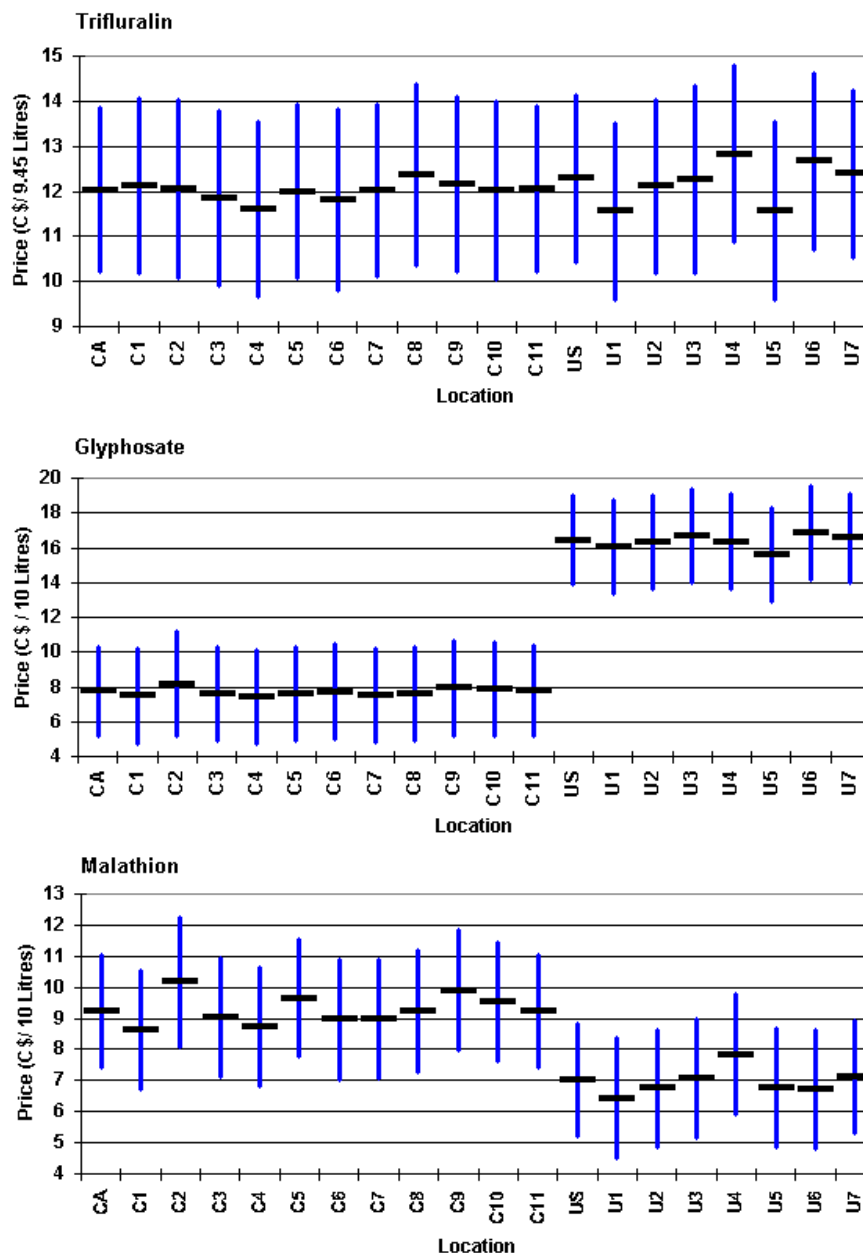 Trifluralin
Price (C$/ 9.45 Litres)
15
14
13
12
11
10
9
CA C1 C2 C3 C4 C5 C6 C7 C8 C9 C10 C11 US U1 U2 U3 U4 U5 U6 U7
Location
Glyphosate
Price (C$ / 10 Litres)
20
18
16
14
12
10
8
6
4
CA C1 C2 C3 C4 C5 C6 C7 C8 C9 C10 C11 US U1 U2 U3 U4 U5 U6 U7
Location
Malathion
Price (C$/ 10 Litres)
13
12
11
10
9
8
7
6
5
4
CA C1 C2 C3 C4 C5 C6 C7 C8 C9 C10 C11 US U1 U2 U3 U4 U5 U6 U7
Location